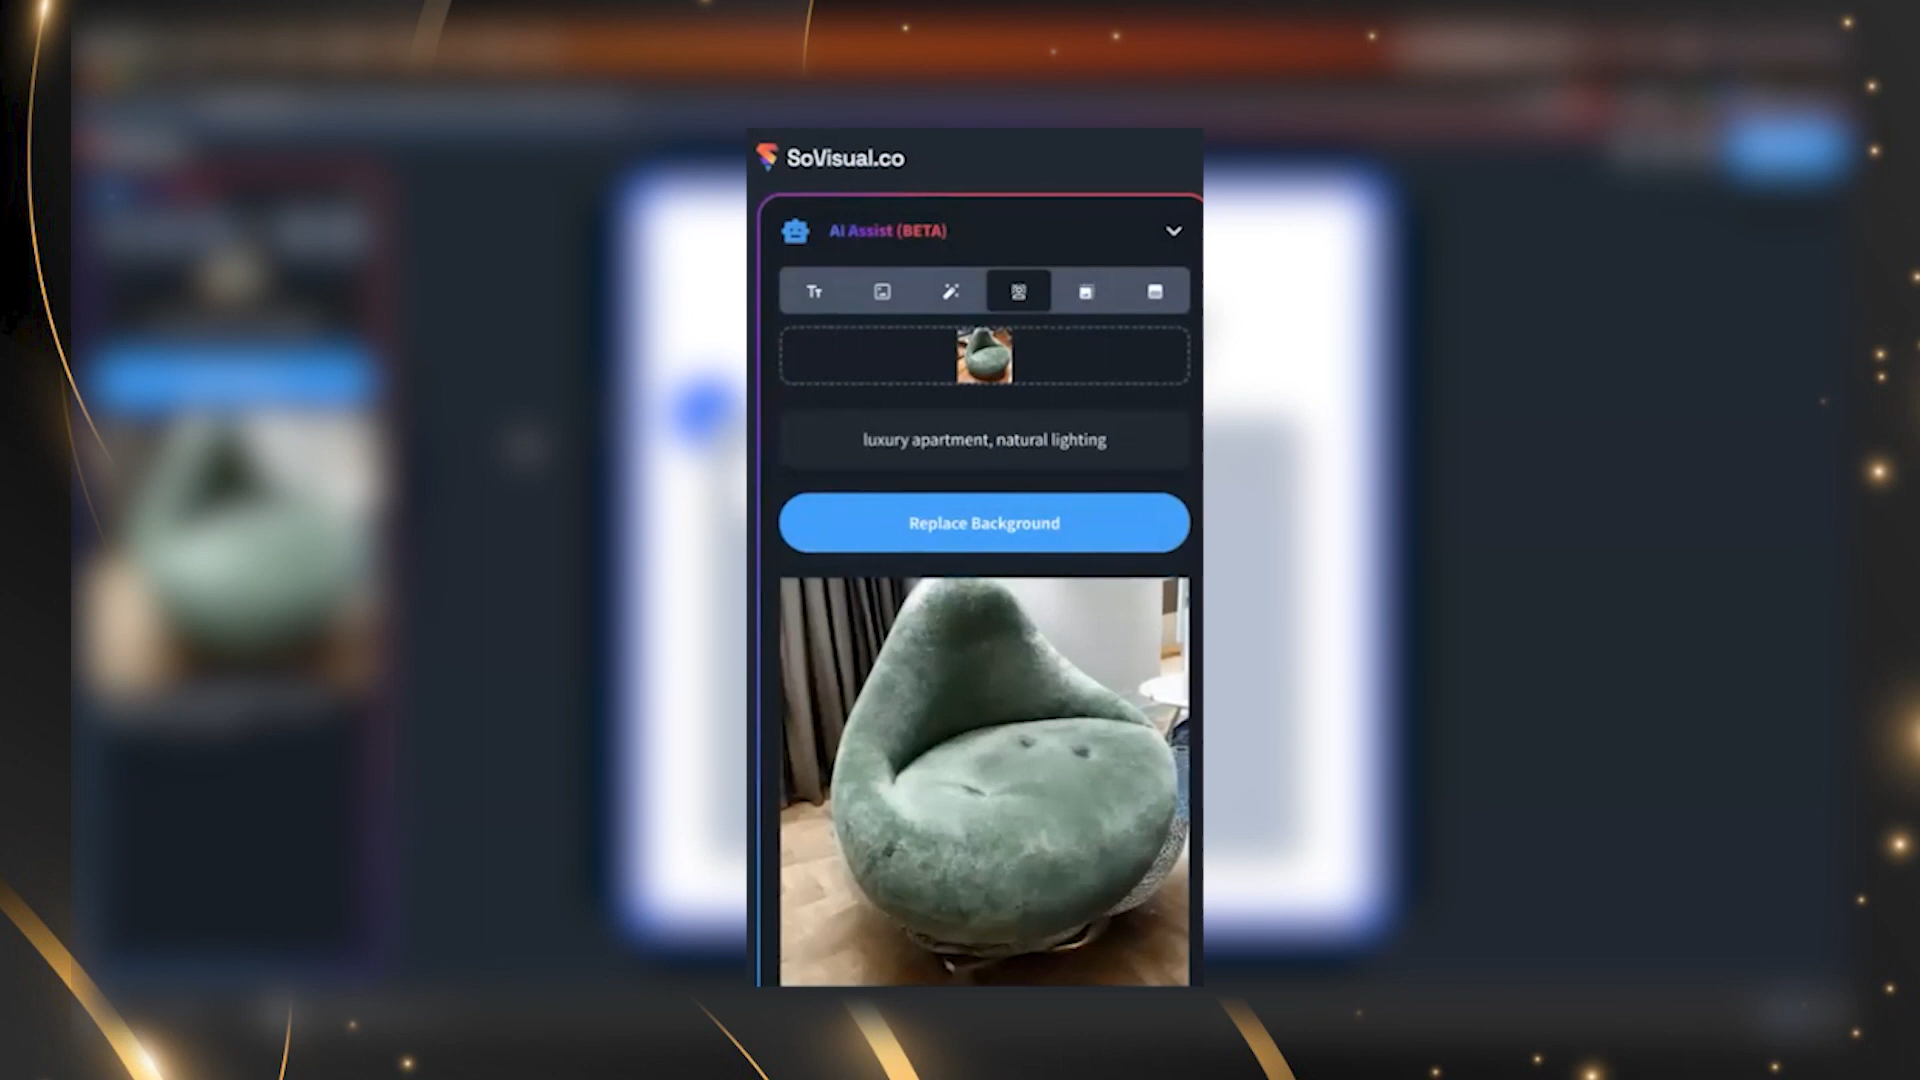 SoVisual.co
AI Assist (BETA)
Tт
luxury apartment, natural lighting
Replace Background